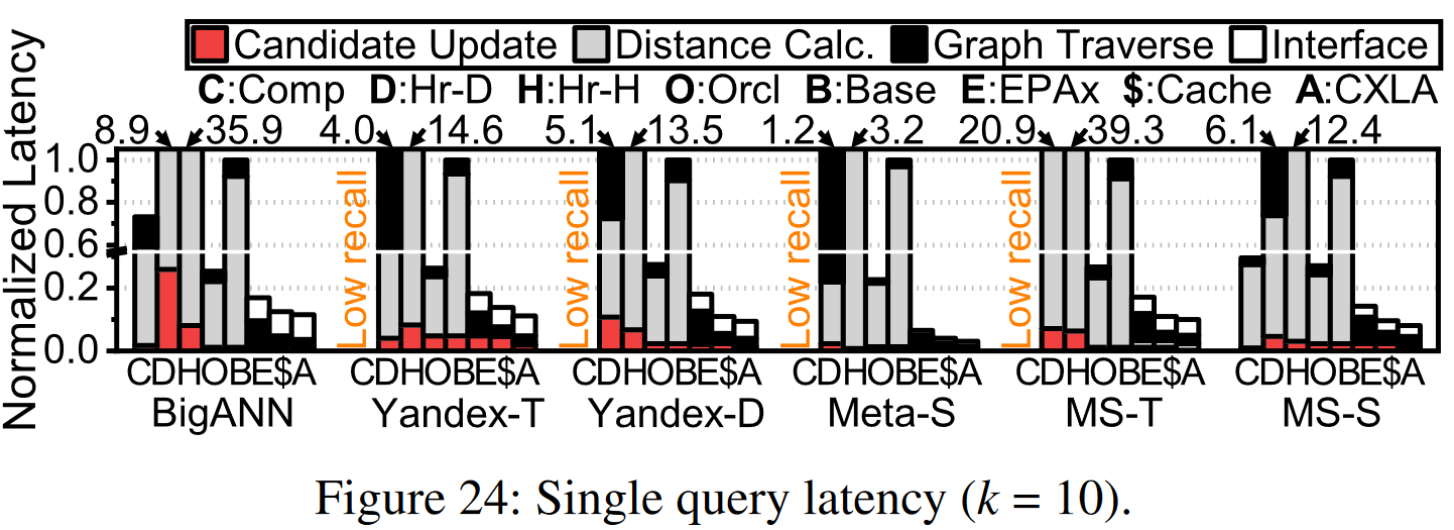 Candidate Update Distance Calc. Graph Traverse Interface
C:Comp D:Hr-D H:Hr-H O:Orcl B:Base E:EPAx $:Cache A:CXLA
8.9 35.9 4.0 14.6 5.1 13.5 1.2 3.2 20.9 39.3 6.1 12.4
Normalized Latency
1.0
0.8
0.6
0.2
0.0
Low recall
Low recall
Low recall
Low recall
CDHOBE$A CDHOBE$A CDHOBE$A CDHOBE$A CDHOBE$A CDHOBE$A
BigANN Yandex-T Yandex-D Meta-S MS-T MS-S
Figure 24: Single query latency (k = 10).